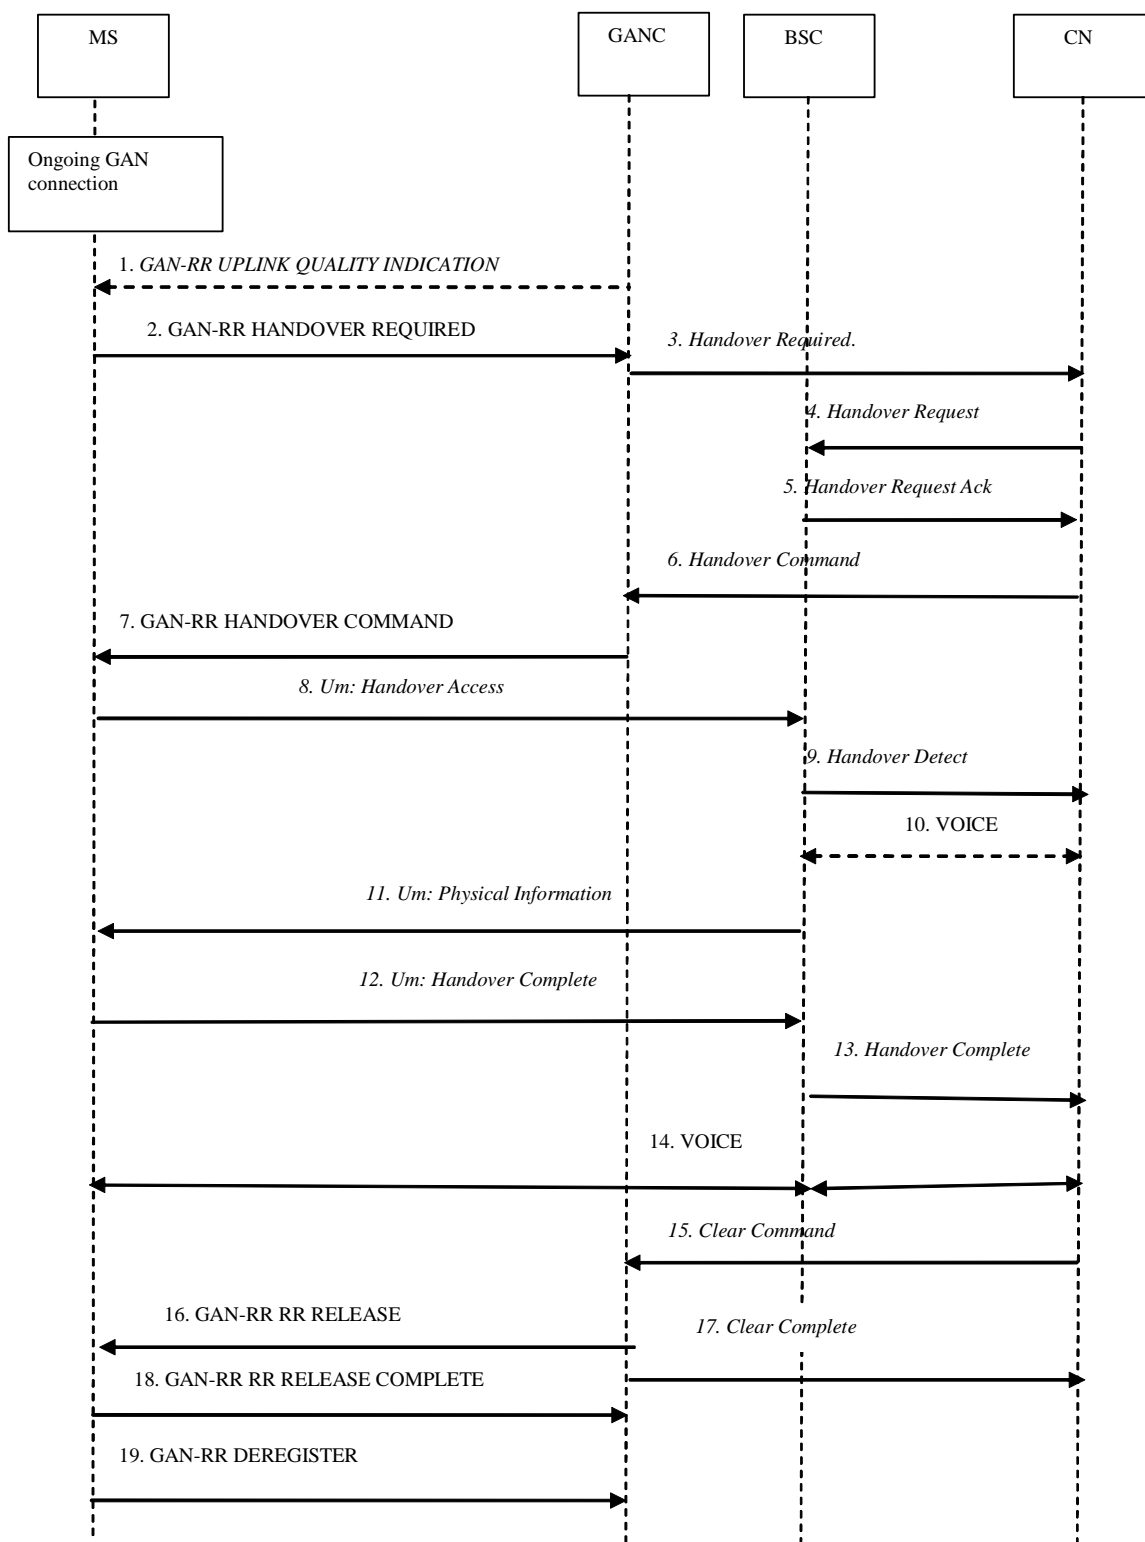 MS
GANC
BSC
CN
Ongoing GAN
connection
1. GAN-RR UPLINK QUALITY INDICATION
2. GAN-RR HANDOVER REQUIRED
3. Handover Required.
4. Handover Request
5. Handover Request Ack
6. Handover Command
7. GAN-RR HANDOVER COMMAND
8. Um: Handover Access
9. Handover Detect
10. VOICE
11. Um: Physical Information
12. Um: Handover Complete
13. Handover Complete
14. VOICE
15. Clear Command
16. GAN-RR RR RELEASE
17. Clear Complete
18. GAN-RR RR RELEASE COMPLETE
19. GAN-RR DEREGISTER